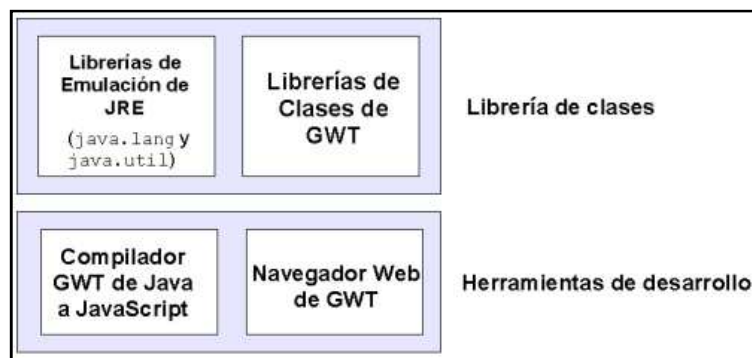 Librerías de
Emulación de
JRE
(java.lang y
java.util)
Librerías de
Clases de
GWT
Librería de clases
Compilador
GWT de Java
a JavaScript
Navegador Web
de GWT
Herramientas de desarrollo